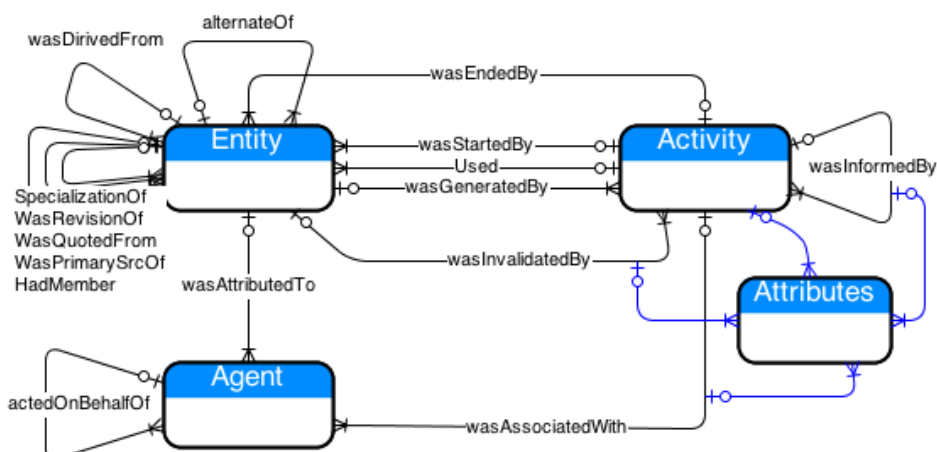 alternateOf
wasDirivedFrom
wasEndedBy
Entity
Activity
wasStartedBy
Used
wasGeneratedBy
wasInformedBy
SpecializationOf
WasRevisionOf
WasQuotedFrom
WasPrimarySrcOf
HadMember
wasInvalidatedBy
wasAttributedTo
Attributes
Agent
actedOnBehalfOf
wasAssociatedWith